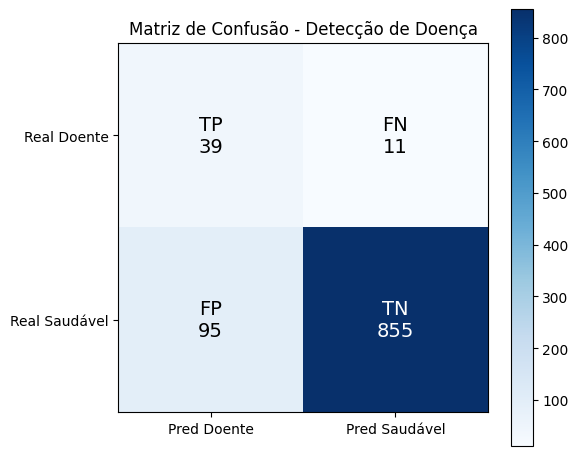 Matriz de Confusão - Detecção de Doença
800
700
600
500
400
300
200
100
Real Doente
TP
39
FN
11
Real Saudável
FP
95
TN
855
Pred Doente
Pred Saudável